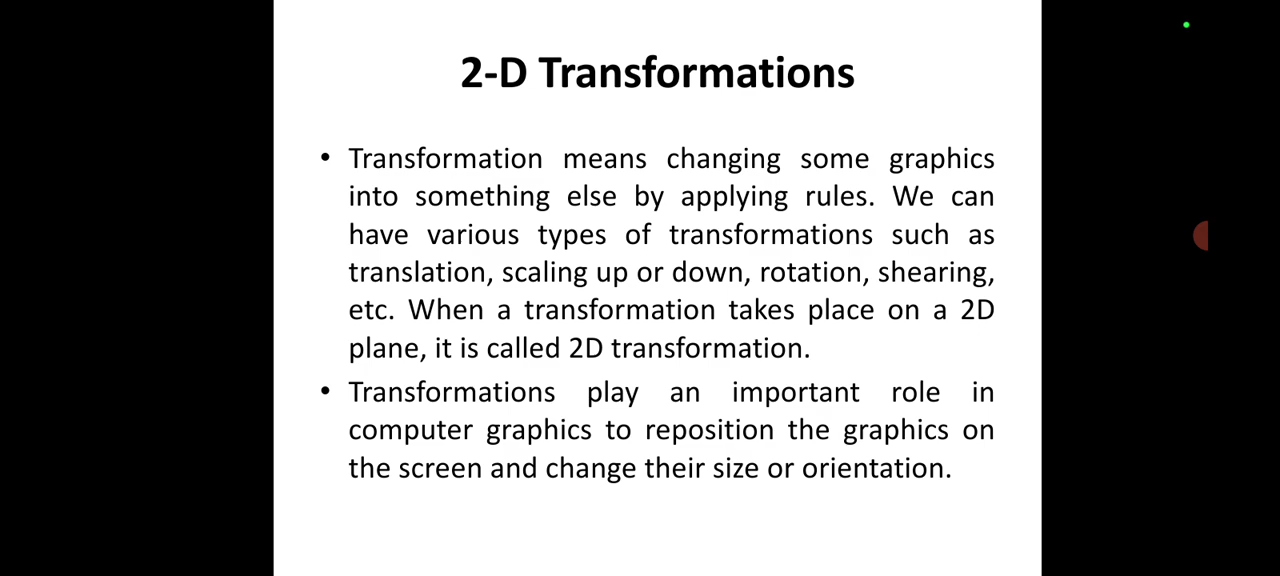 2-D Transformations
• Transformation means changing some graphics
into something else by applying rules. We can
have various types of transformations such as
translation, scaling up or down, rotation, shearing,
etc. When a transformation takes place on a 2D
plane, it is called 2D transformation.
• Transformations play an important role in
computer graphics to reposition the graphics on
the screen and change their size or orientation.